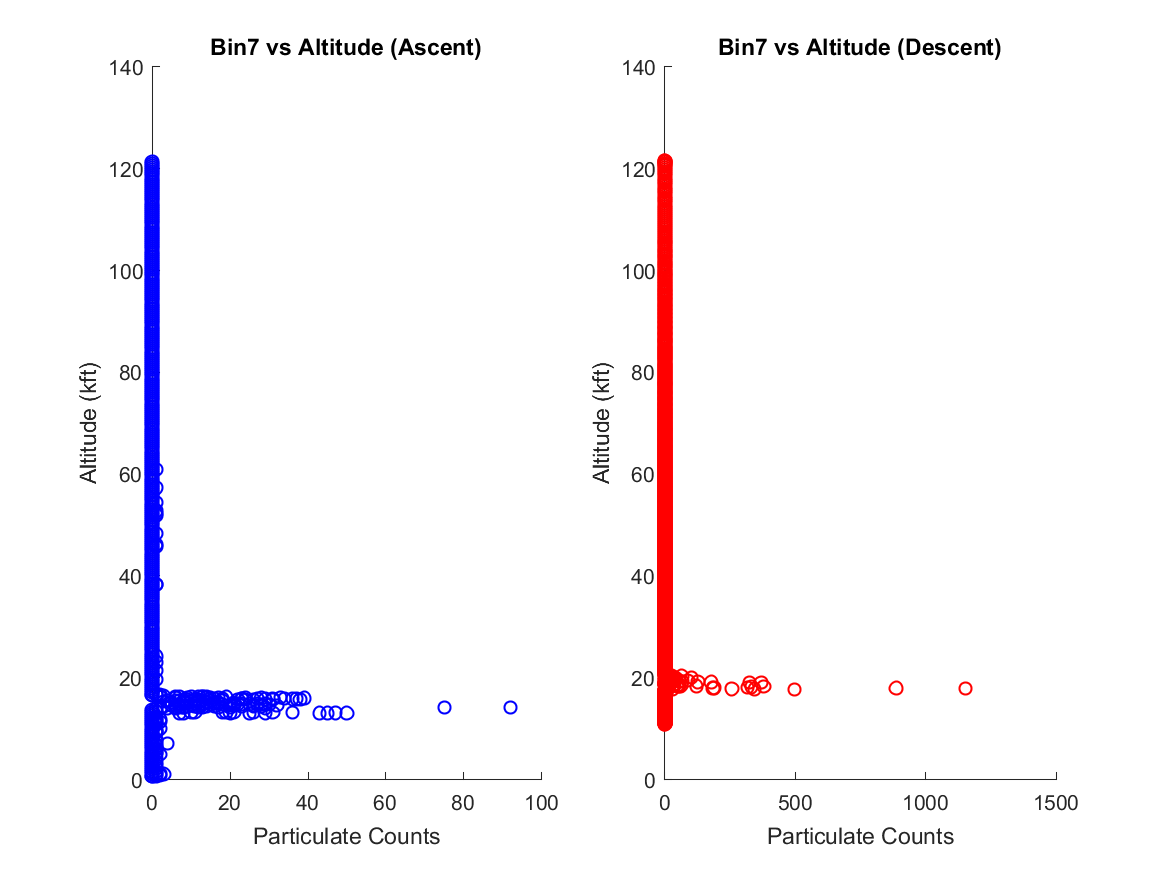 Bin7 vs Altitude (Ascent)
140
120
100
80
60
40
20
0
Altitude (kft)
0 20 40 60 80 100
Particulate Counts
Bin7 vs Altitude (Descent)
140
120
100
80
60
40
20
0
Altitude (kft)
0 500 1000 1500
Particulate Counts